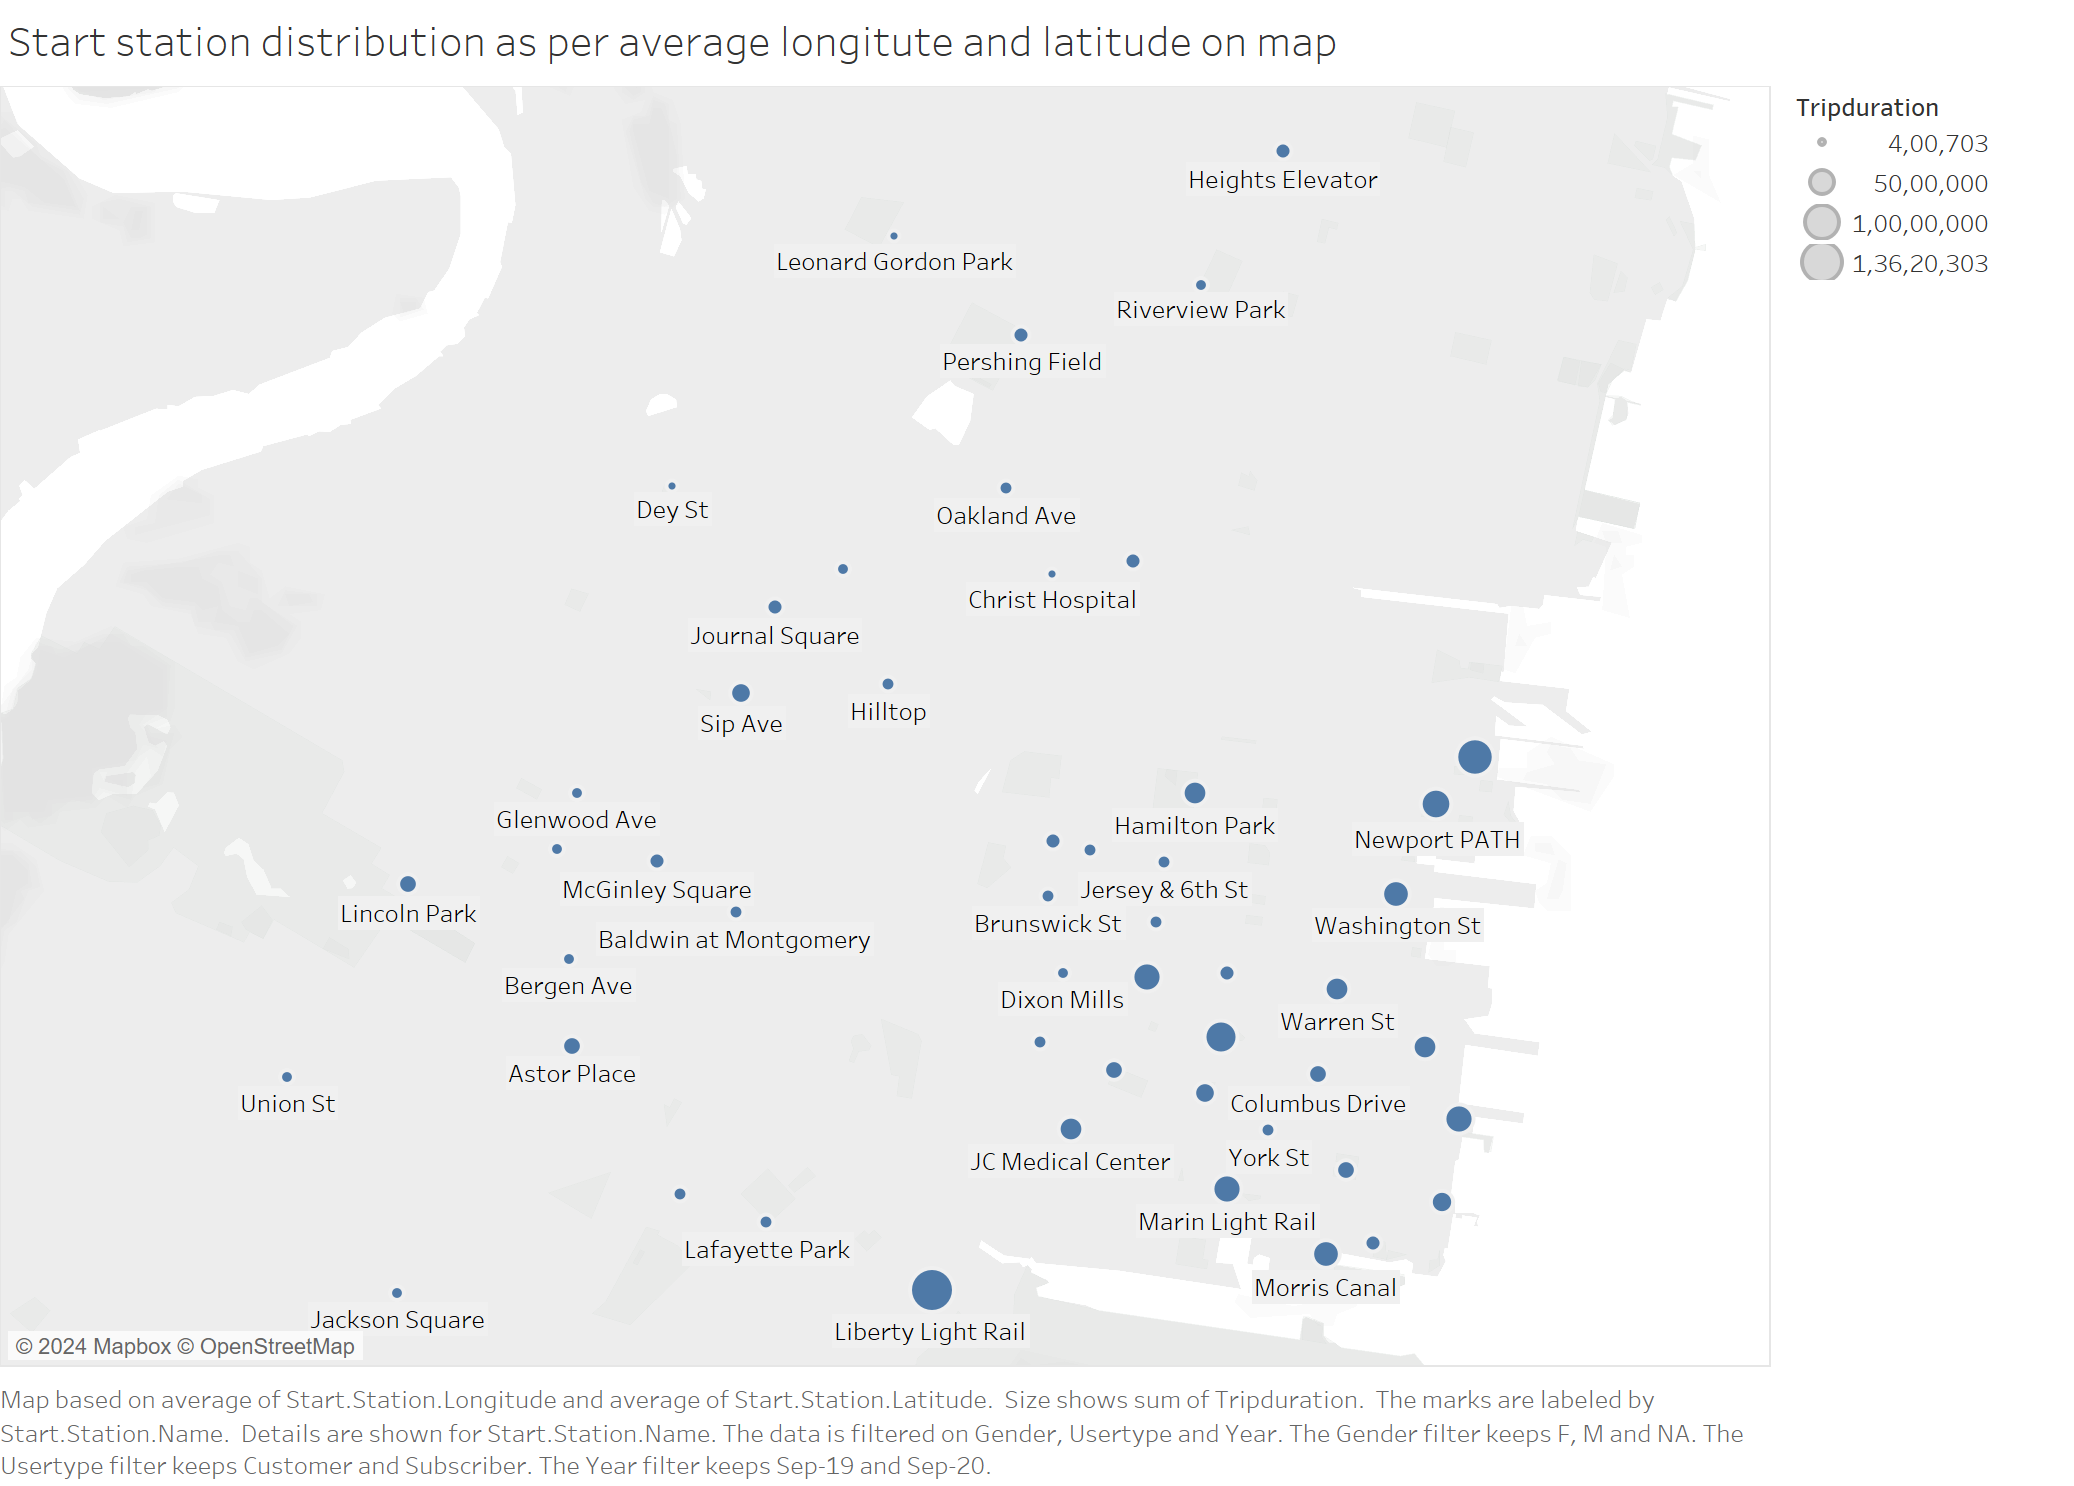 Start station distribution as per average longitute and latitude on map
Tripduration
4,00,703
50,00,000
1,00,00,000
1,36,20,303
Heights Elevator
Leonard Gordon Park
Riverview Park
Pershing Field
Dey St
Oakland Ave
Christ Hospital
Journal Square
Sip Ave
Hilltop
Glenwood Ave
Hamilton Park
Newport PATH
McGinley Square
Jersey & 6th St
Lincoln Park
Brunswick St
Washington St
Baldwin at Montgomery
Bergen Ave
Dixon Mills
Warren St
Astor Place
Union St
Columbus Drive
JC Medical Center
York St
Marin Light Rail
Lafayette Park
Morris Canal
Jackson Square
Liberty Light Rail
© 2024 Mapbox © OpenStreetMap
Map based on average of Start.Station.Longitude and average of Start.Station.Latitude.  Size shows sum of Tripduration.  The marks are labeled by
Start.Station.Name.  Details are shown for Start.Station.Name. The data is filtered on Gender, Usertype and Year. The Gender filter keeps F, M and NA. The
Usertype filter keeps Customer and Subscriber. The Year filter keeps Sep-19 and Sep-20.